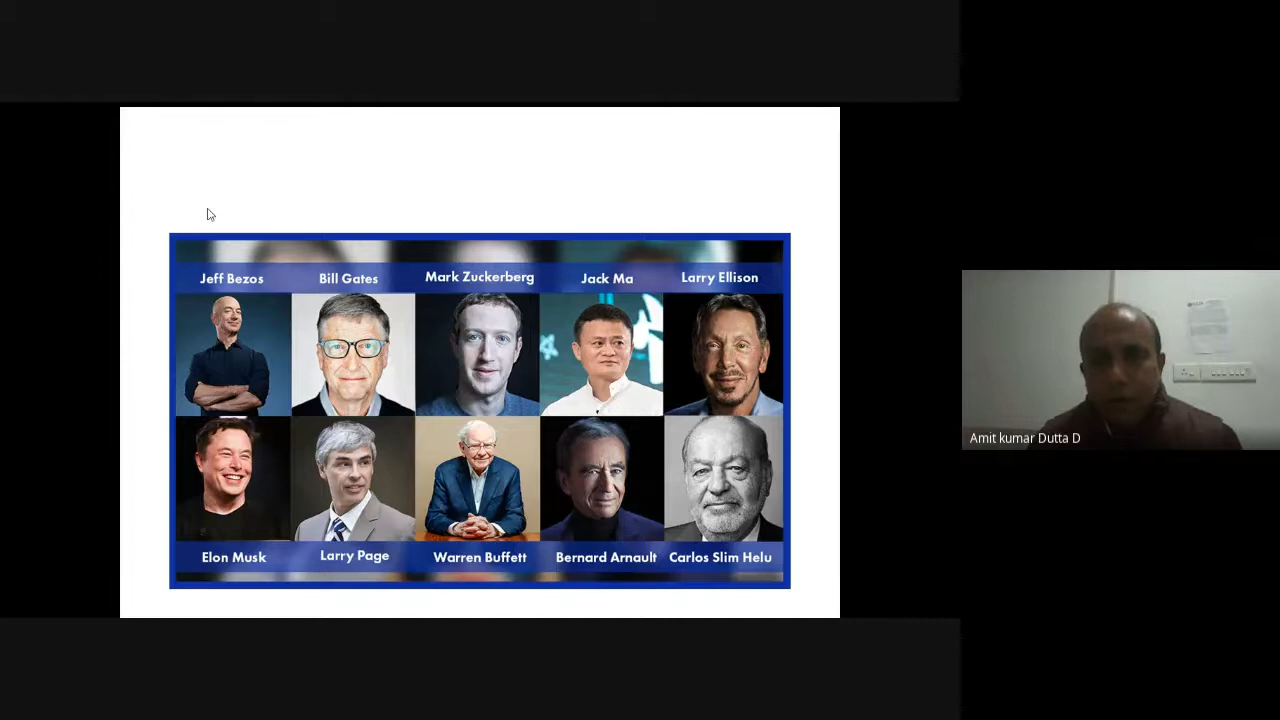 Jeff Bezos
Bill Gates
Mark Zuckerberg
Jack Ma
Larry Ellison
Elon Musk
Larry Page
Warren Buffett
Bernard Arnault
Carlos Slim Helu
Amit kumar Dutta D